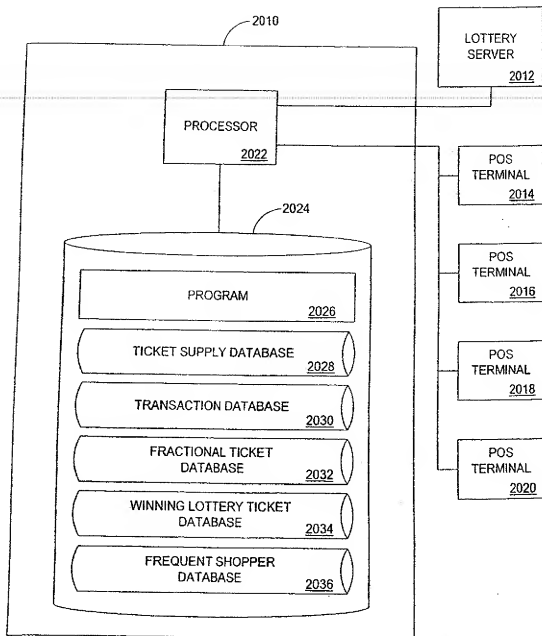 2010
LOTTERY
SERVER
2012
PROCESSOR
2022
POS
TERMINAL
2014
2024
POS
TERMINAL
2016
PROGRAM
2026
TICKET SUPPLY DATABASE
2028
POS
TERMINAL
2018
TRANSACTION DATABASE
2030
FRACTIONAL TICKET
DATABASE
2032
POS
TERMINAL
2020
WINNING LOTTERY TICKET
DATABASE
2034
FREQUENT SHOPPER
DATABASE
2036